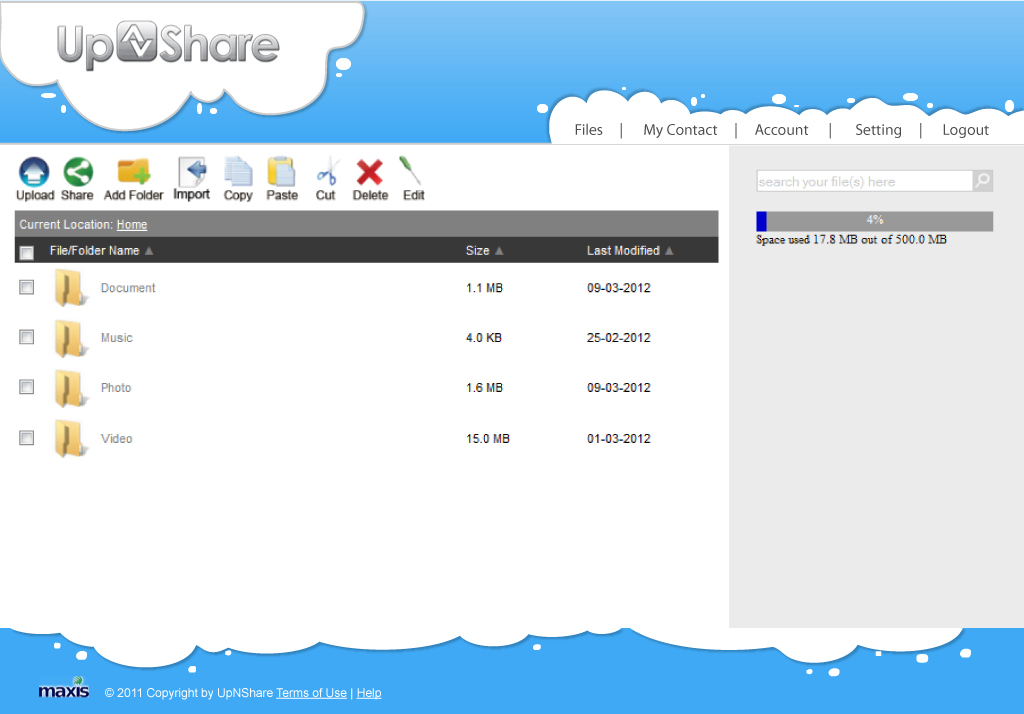 UpNShare
Files | My Contact | Account | Setting | Logout
Upload Share Add Folder Import Copy Paste Cut Delete Edit
search your file(s) here
Current Location: Home
4%
Space used 17.8 MB out of 500.0 MB
File/Folder Name Size Last Modified
Document 1.1 MB 09-03-2012
Music 4.0 KB 25-02-2012
Photo 1.6 MB 09-03-2012
Video 15.0 MB 01-03-2012
maxis © 2011 Copyright by UpNShare Terms of Use | Help